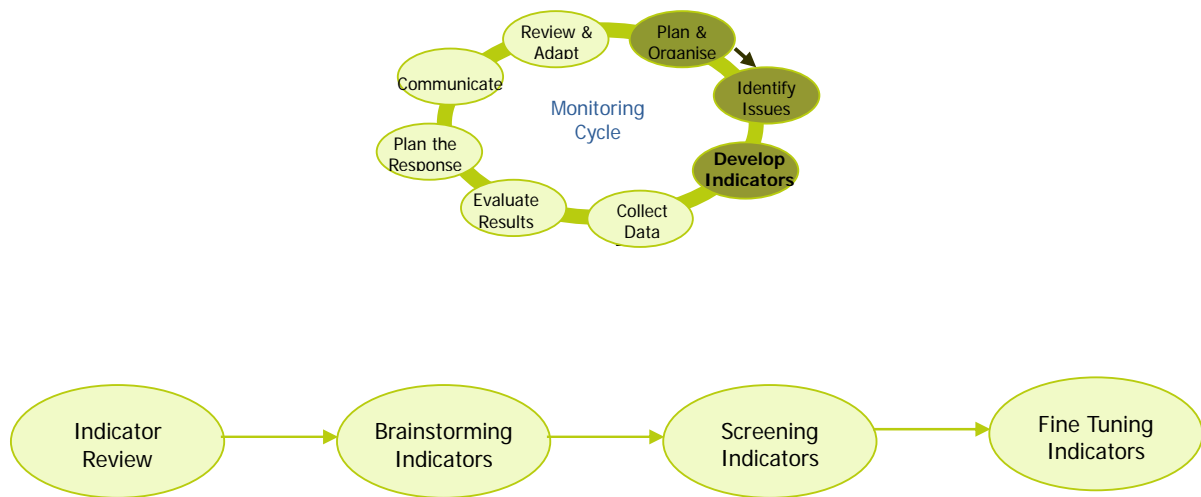 Review &
Adapt
Plan &
Organise
Communicate
Identify
Issues
Monitoring
Cycle
Plan the
Response
Develop
Indicators
Evaluate
Results
Collect
Data
Indicator
Review
Brainstorming
Indicators
Screening
Indicators
Fine Tuning
Indicators